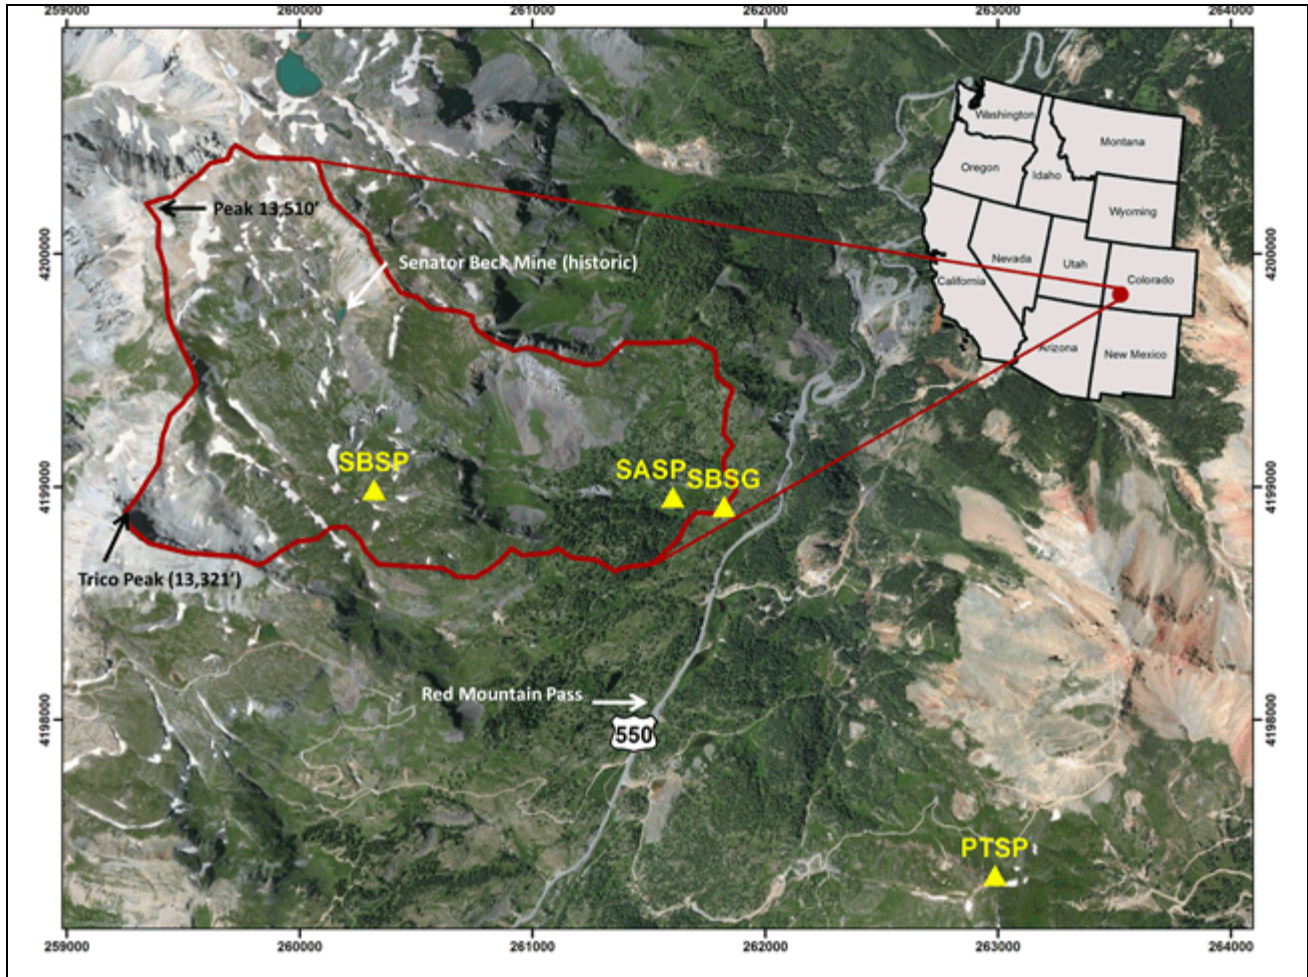 259000
260000
261000
262000
263000
264000
Washington
Montana
Oregon
Idaho
Wyoming
Peak 13,510'
4200000
Senator Beck Mine (historic)
Nevada
Utah
Colorado
California
4200000
Arizona
New Mexico
SBSP
SASP
SBSG
4199000
4199000
Trico Peak (13,321')
Red Mountain Pass
4198000
550
4198000
PTSP
259000
260000
261000
262000
263000
264000